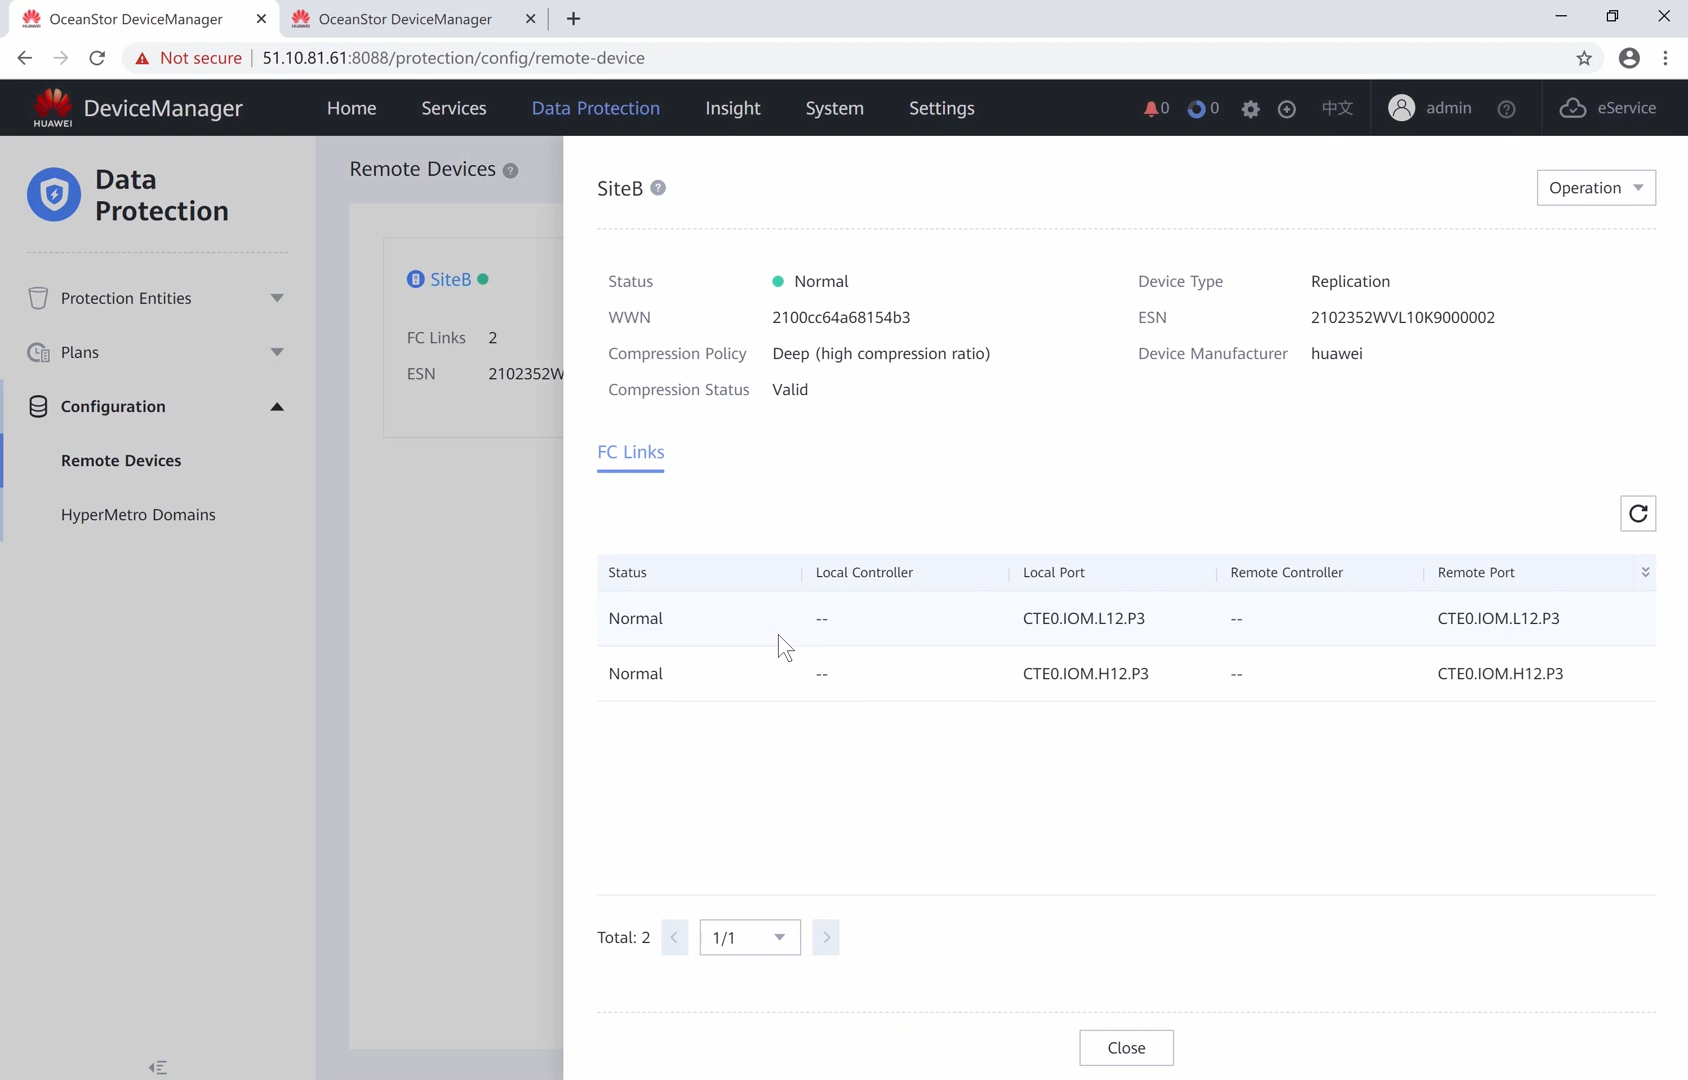 OceanStor DeviceManager
OceanStor DeviceManager
Not secure
51.10.81.61:8088/protection/config/remote-device
HUAWEI
DeviceManager
Home
Services
Data Protection
Insight
System
Settings
0
0
中文
admin
eService
Data
Protection
Protection Entities
Plans
Configuration
Remote Devices
HyperMetro Domains
Remote Devices
SiteB
FC Links 2
ESN 2102352W
SiteB
Operation
Status Normal
Device Type Replication
WWN 2100cc64a68154b3
ESN 2102352WVL10K9000002
Compression Policy Deep (high compression ratio)
Device Manufacturer huawei
Compression Status Valid
FC Links
Status Local Controller Local Port Remote Controller Remote Port
Normal -- CTE0.IOM.L12.P3 -- CTE0.IOM.L12.P3
Normal -- CTE0.IOM.H12.P3 -- CTE0.IOM.H12.P3
Total: 2 1/1
Close